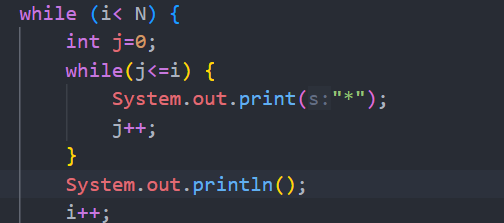 while (i< N) {
    int j=0;
    while(j<=i) {
        System.out.print(s:"*");
        j++;
    }
    System.out.println();
    i++;